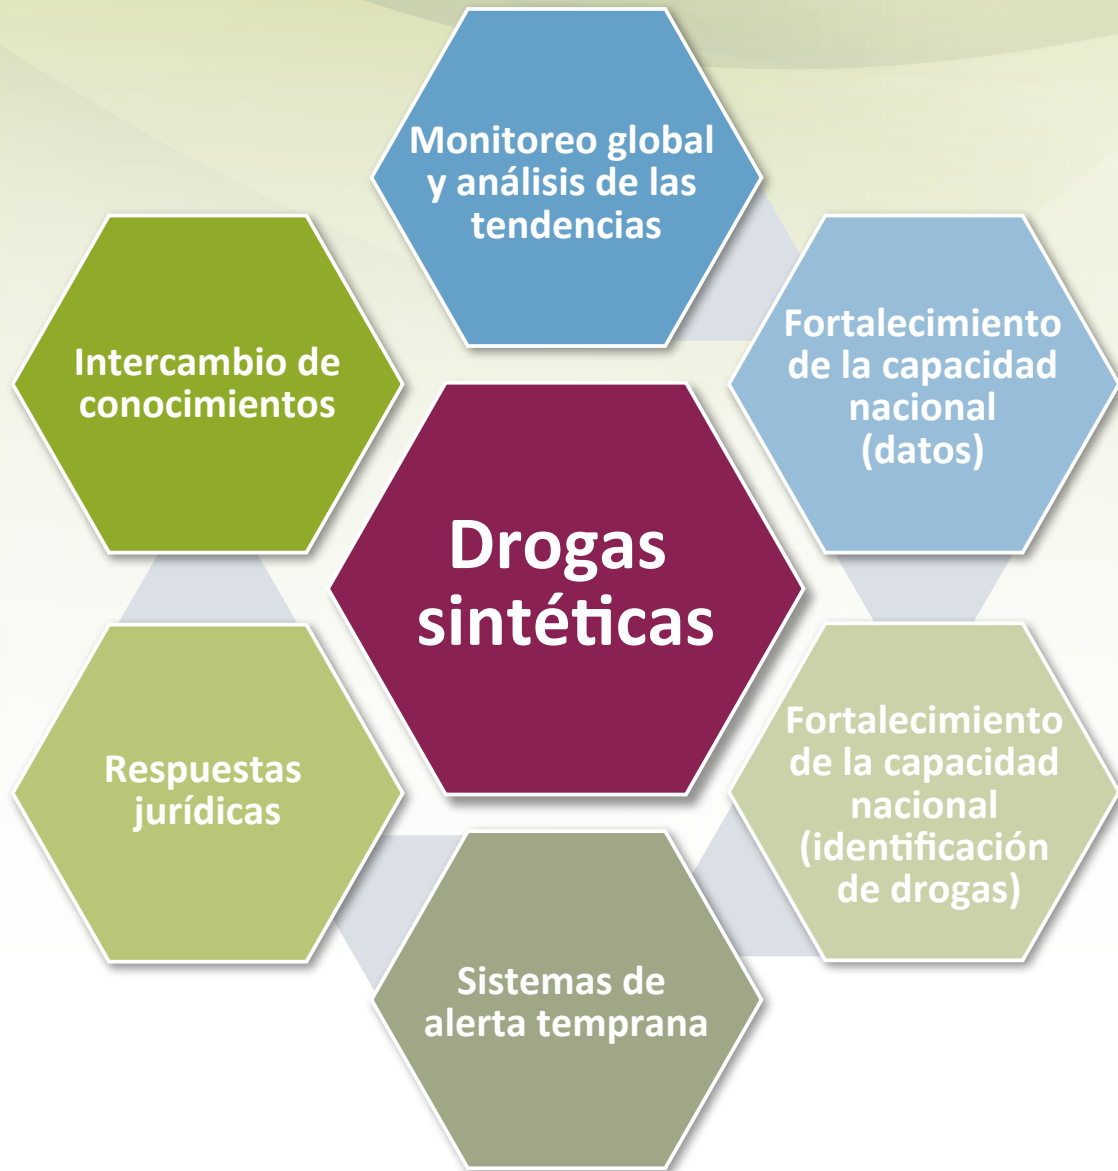 Monitoreo global
y análisis de las
tendencias
Fortalecimiento
de la capacidad
nacional
(datos)
Fortalecimiento
de la capacidad
nacional
(identificación
de drogas)
Sistemas de
alerta temprana
Respuestas
jurídicas
Intercambio de
conocimientos
Drogas
sintéticas